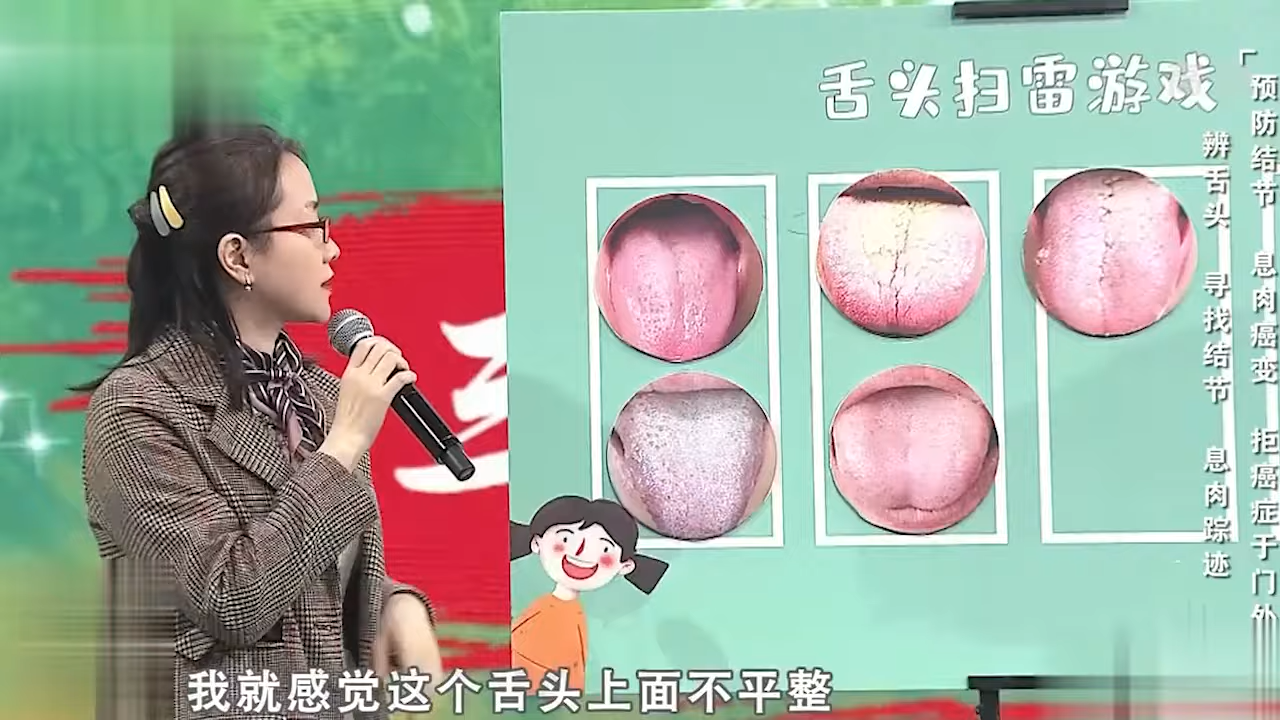 舌头扫雷游戏
「预防结节 息肉癌变 拒癌症于门外
辨舌头 寻找结节 息肉踪迹
我就感觉这个舌头上面不平整